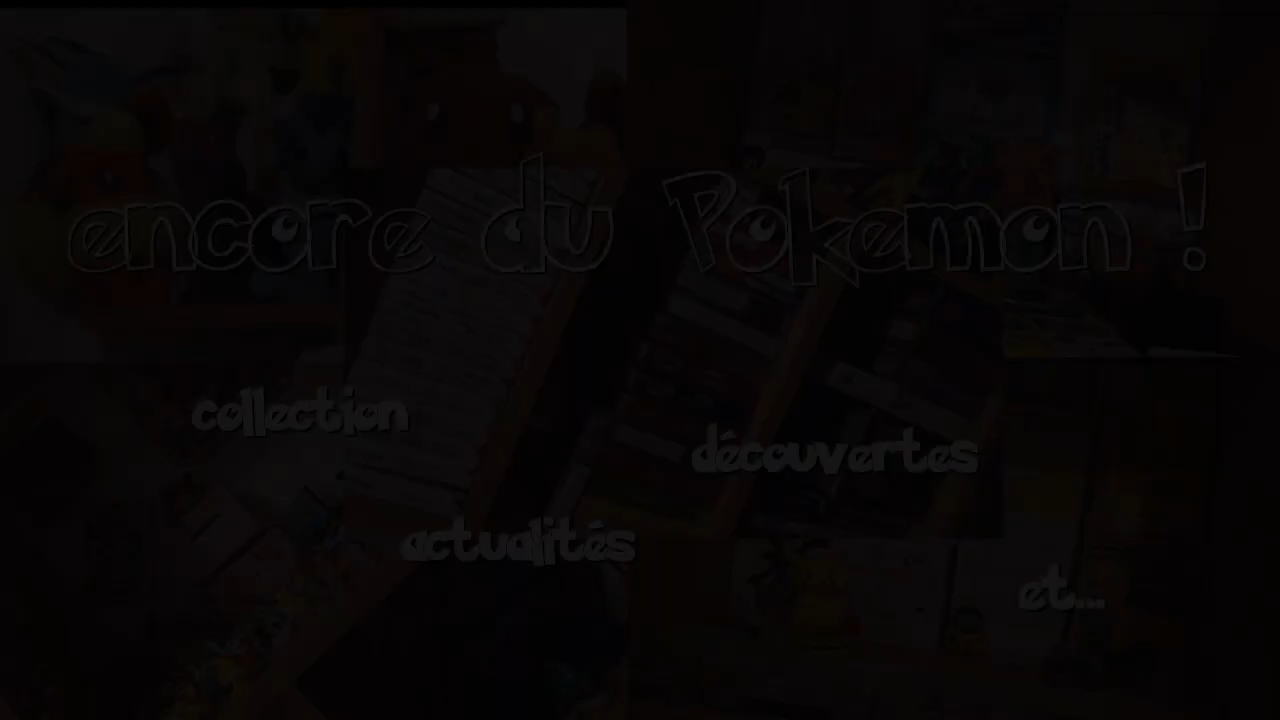 encore du Pokemon !
collection
découvertes
actualités
et...